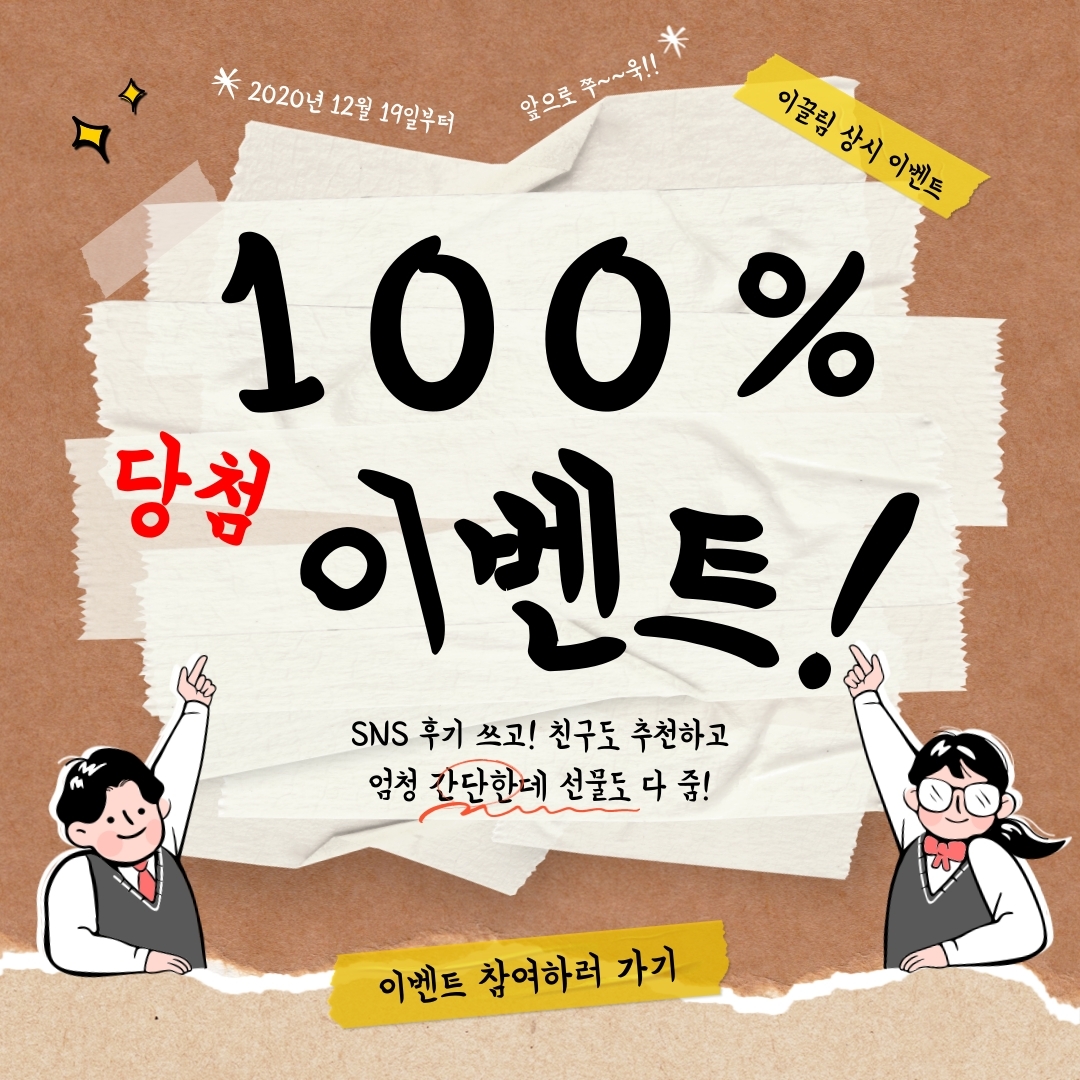 2020년 12월 19일부터
앞으로 쭈~~욱!!
이끌림 상시 이벤트
100%
당첨
이벤트!
SNS 후기 쓰고! 친구도 추천하고
엄청 간단한데 선물도 다 줌!
이벤트 참여하러 가기